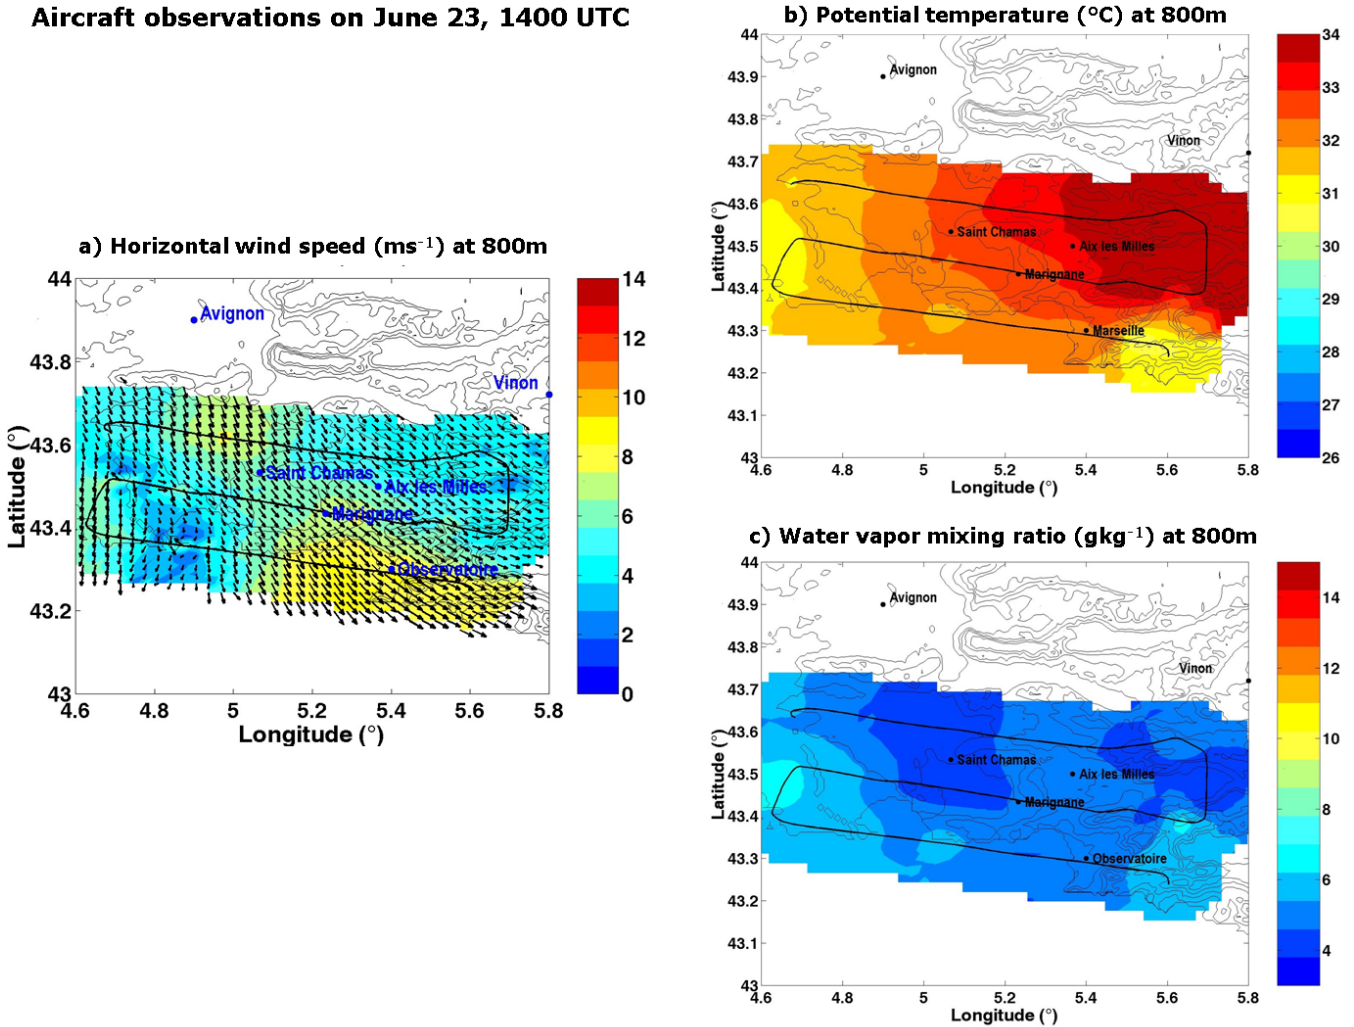 Aircraft observations on June 23, 1400 UTC
a) Horizontal wind speed (ms-1) at 800m
44
43.8
43.6
43.4
43.2
43
Latitude (°)
4.6 4.8 5 5.2 5.4 5.6 5.8
Longitude (°)
Avignon
Vinon
Saint Chamas
Aix les Milles
Marignane
Observatoire
14
12
10
8
6
4
2
0
b) Potential temperature (°C) at 800m
44
43.9
43.8
43.7
43.6
43.5
43.4
43.3
43.2
43.1
43
Latitude (°)
4.6 4.8 5 5.2 5.4 5.6 5.8
Longitude (°)
Avignon
Vinon
Saint Chamas
Aix les Milles
Marignane
Marseille
34
33
32
31
30
29
28
27
26
c) Water vapor mixing ratio (gkg-1) at 800m
44
43.9
43.8
43.7
43.6
43.5
43.4
43.3
43.2
43.1
43
Latitude (°)
4.6 4.8 5 5.2 5.4 5.6 5.8
Longitude (°)
Avignon
Vinon
Saint Chamas
Aix les Milles
Marignane
Observatoire
14
12
10
8
6
4